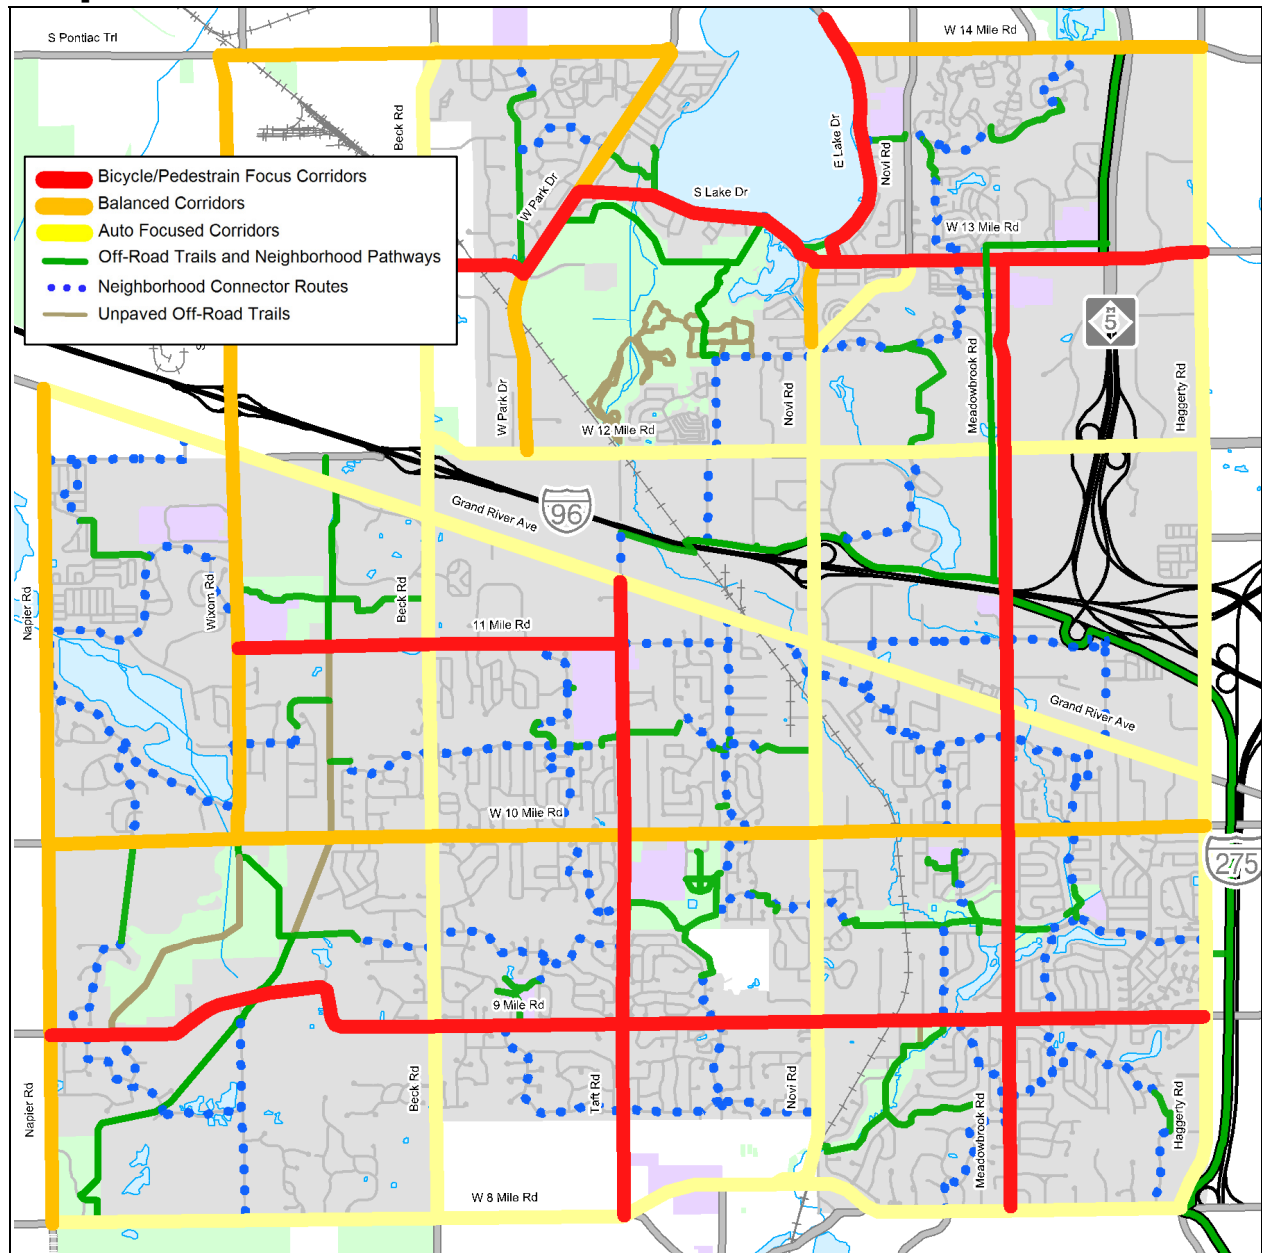 S Pontiac Trl
W 14 Mile Rd
Beck Rd
E Lake Dr
Novi Rd
Bicycle/Pedestrain Focus Corridors
Balanced Corridors
Auto Focused Corridors
Off-Road Trails and Neighborhood Pathways
Neighborhood Connector Routes
Unpaved Off-Road Trails
W Park Dr
S Lake Dr
W 13 Mile Rd
M
5
Meadowbrook Rd
Haggerty Rd
W Park Dr
Novi Rd
W 12 Mile Rd
Grand River Ave
96
Napier Rd
Wixom Rd
Beck Rd
11 Mile Rd
Grand River Ave
W 10 Mile Rd
275
9 Mile Rd
Napier Rd
Beck Rd
Taft Rd
Novi Rd
Meadowbrook Rd
Haggerty Rd
W 8 Mile Rd